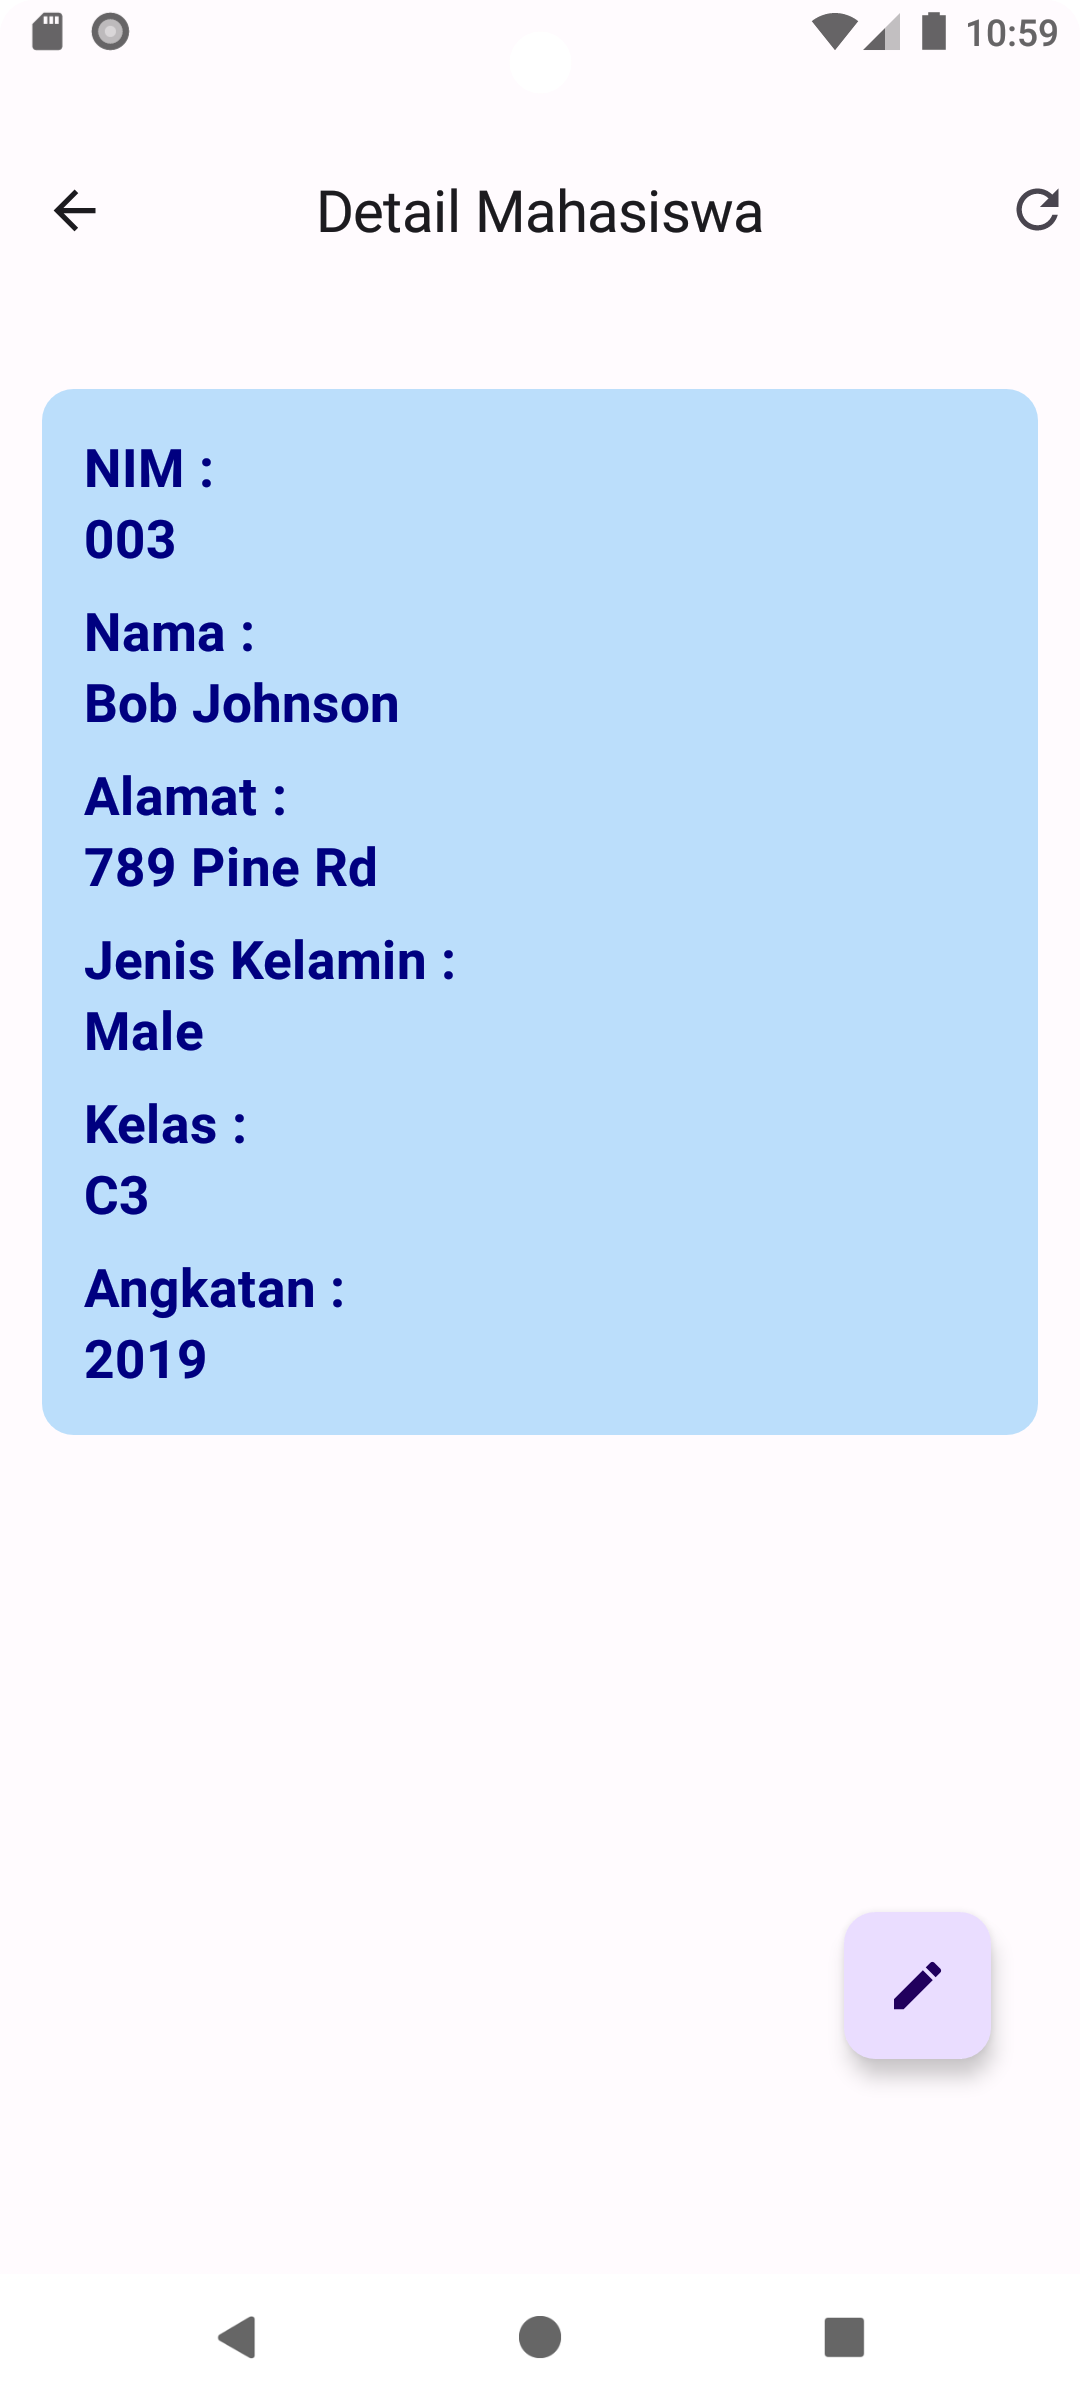 10:59
Detail Mahasiswa
NIM :
003
Nama :
Bob Johnson
Alamat :
789 Pine Rd
Jenis Kelamin :
Male
Kelas :
C3
Angkatan :
2019